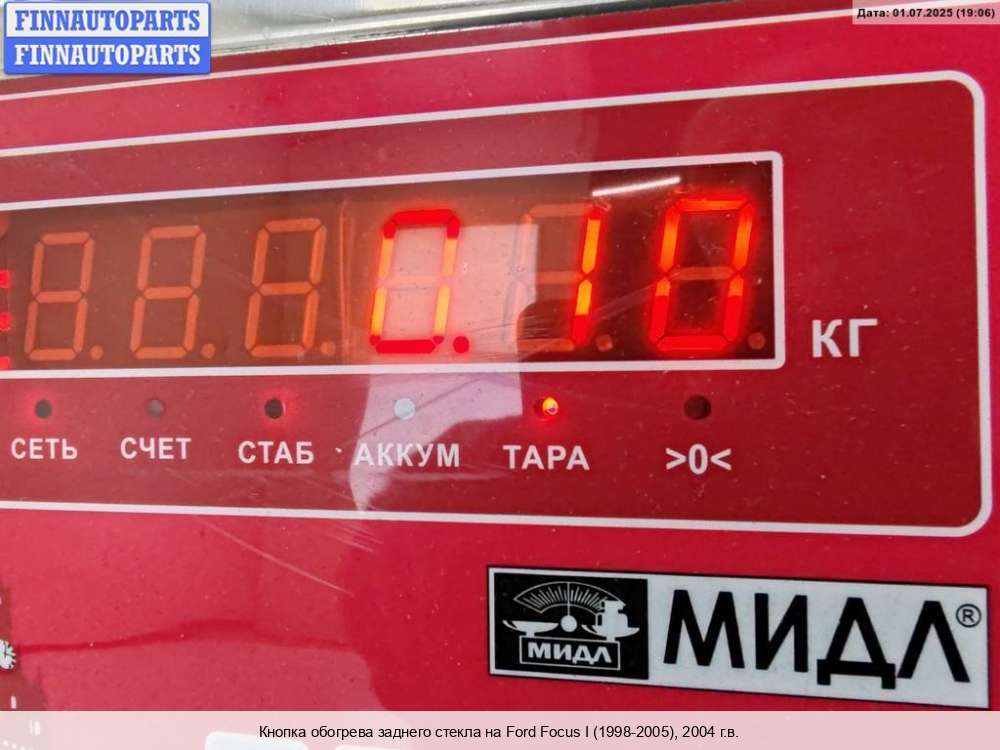 FINNAUTOPARTS
FINNAUTOPARTS
Дата: 01.07.2025 (19:06)
0.10
КГ
СЕТЬ СЧЕТ СТАБ АККУМ ТАРА >0<
МИДЛ МИДЛ®
Кнопка обогрева заднего стекла на Ford Focus I (1998-2005), 2004 г.в.